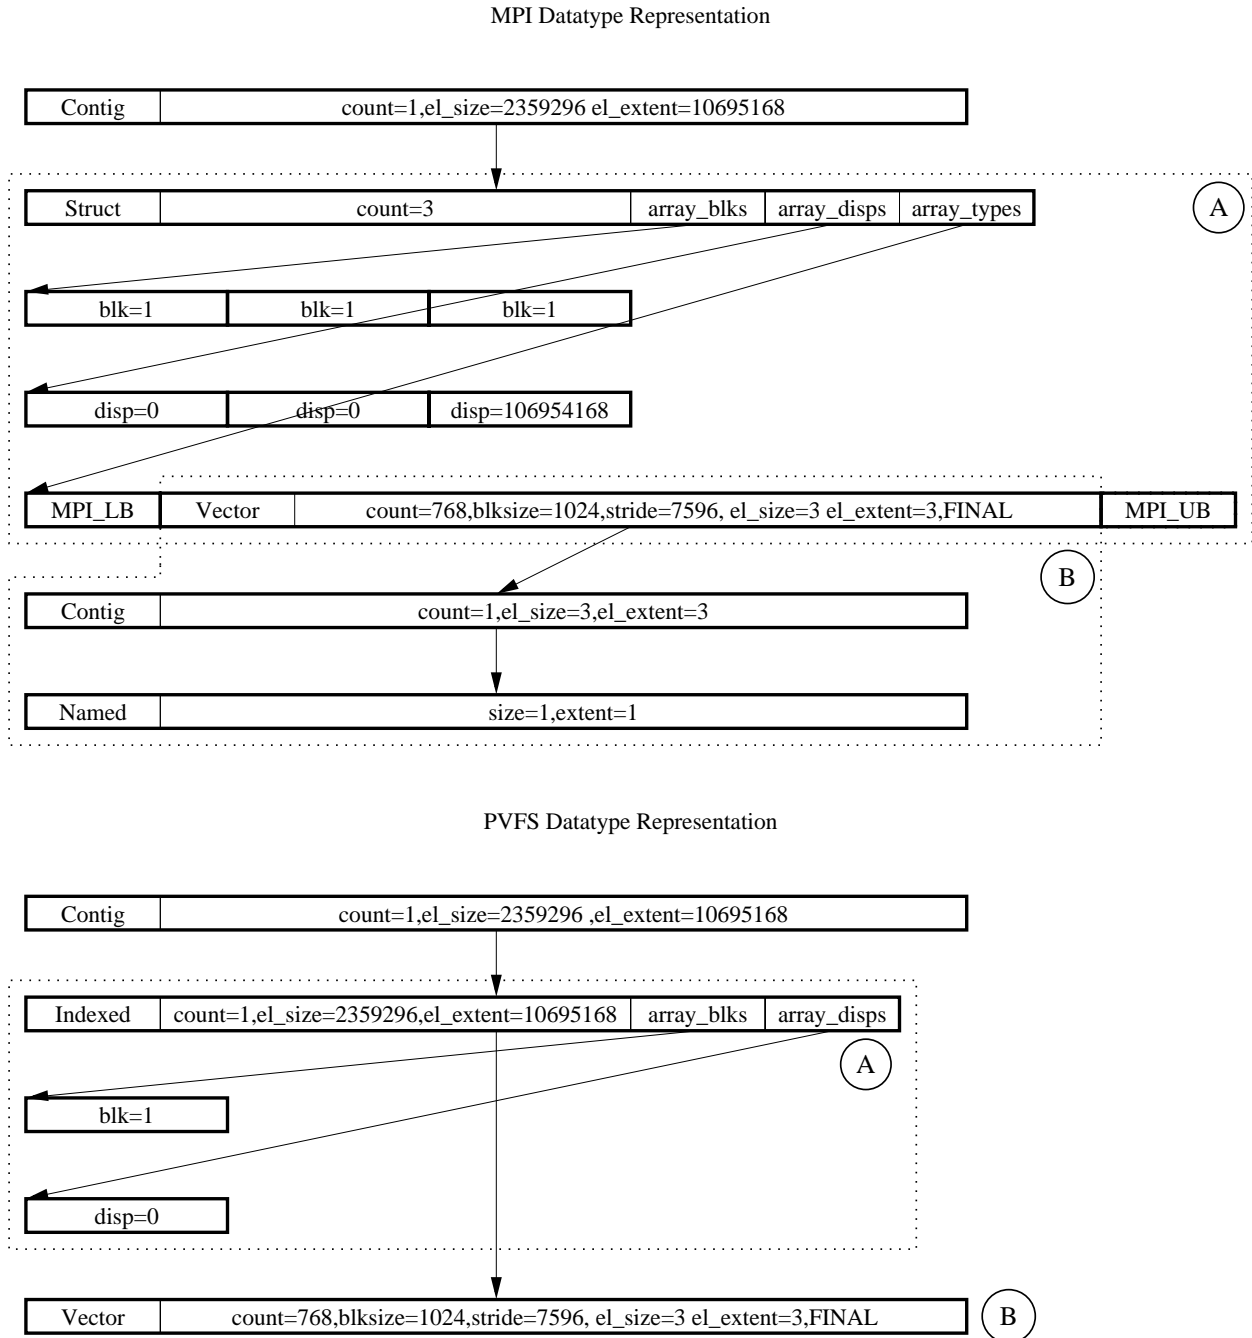 MPI Datatype Representation
Contig count=1,el_size=2359296 el_extent=10695168
Struct count=3 array_blks array_disps array_types A
blk=1 blk=1 blk=1
disp=0 disp=0 disp=106954168
MPI_LB Vector count=768,blksize=1024,stride=7596, el_size=3 el_extent=3,FINAL MPI_UB
B
Contig count=1,el_size=3,el_extent=3
Named size=1,extent=1
PVFS Datatype Representation
Contig count=1,el_size=2359296 ,el_extent=10695168
Indexed count=1,el_size=2359296,el_extent=10695168 array_blks array_disps
A
blk=1
disp=0
Vector count=768,blksize=1024,stride=7596, el_size=3 el_extent=3,FINAL B